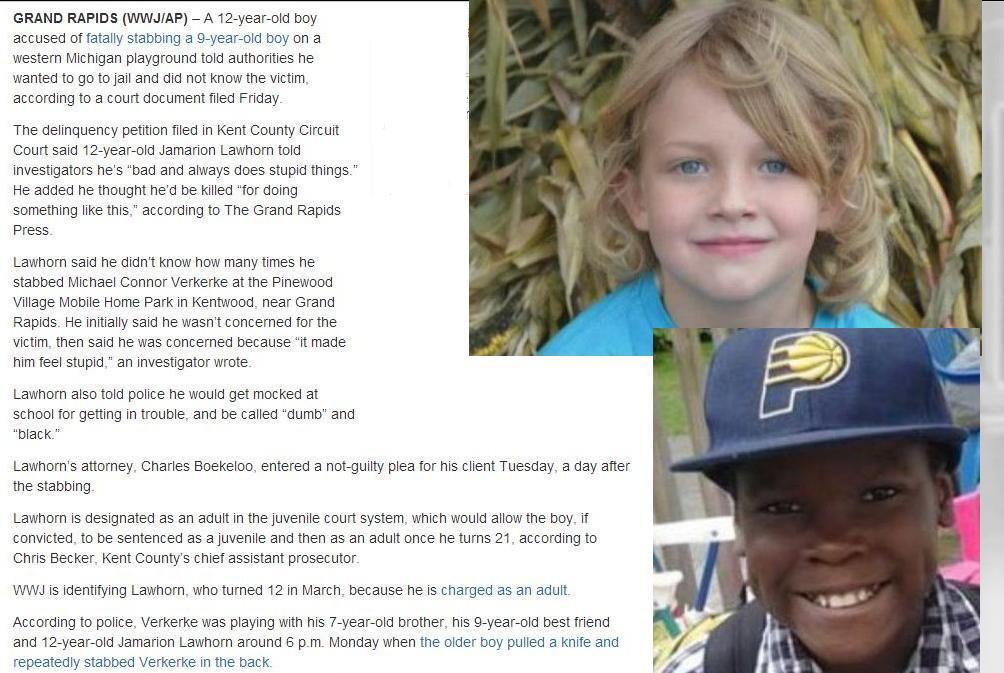 GRAND RAPIDS (WWJ/AP) – A 12-year-old boy
accused of fatally stabbing a 9-year-old boy on a
western Michigan playground told authorities he
wanted to go to jail and did not know the victim,
according to a court document filed Friday.
The delinquency petition filed in Kent County Circuit
Court said 12-year-old Jamarion Lawhorn told
investigators he's “bad and always does stupid things.”
He added he thought he'd be killed “for doing
something like this,” according to The Grand Rapids
Press.
Lawhorn said he didn't know how many times he
stabbed Michael Connor Verkerke at the Pinewood
Village Mobile Home Park in Kentwood, near Grand
Rapids. He initially said he wasn't concerned for the
victim, then said he was concerned because “it made
him feel stupid,” an investigator wrote.
Lawhorn also told police he would get mocked at
school for getting in trouble, and be called “dumb” and
“black.”
Lawhorn's attorney, Charles Boekeloo, entered a not-guilty plea for his client Tuesday, a day after
the stabbing.
Lawhorn is designated as an adult in the juvenile court system, which would allow the boy, if
convicted, to be sentenced as a juvenile and then as an adult once he turns 21, according to
Chris Becker, Kent County's chief assistant prosecutor.
WWJ is identifying Lawhorn, who turned 12 in March, because he is charged as an adult.
According to police, Verkerke was playing with his 7-year-old brother, his 9-year-old best friend
and 12-year-old Jamarion Lawhorn around 6 p.m. Monday when the older boy pulled a knife and
repeatedly stabbed Verkerke in the back.
P